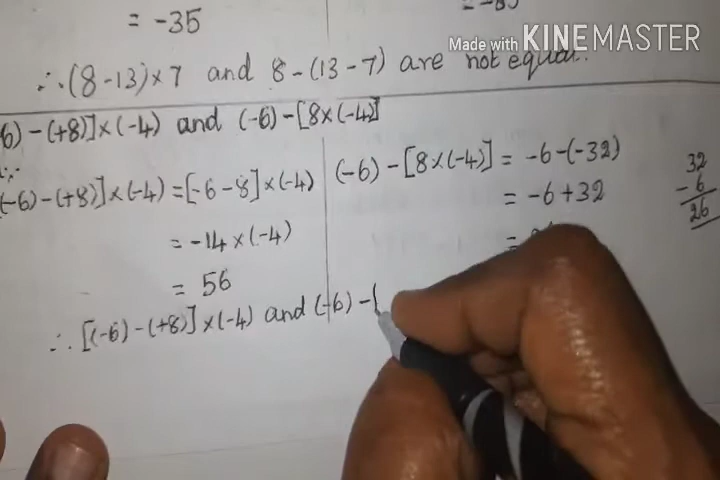 = -35
Made with KINEMASTER
∴ (8-13)×7 and 8-(13-7) are not equal.
6)-(+8)]×(-4) and (-6)-[8×(-4)]
∵
(-6)-(+8)]×(-4) = [-6-8]×(-4)
= -14×(-4)
= 56
(-6)-[8×(-4)] = -6-(-32)
= -6+32
=
32
- 6
26
∴ [(-6)-(+8)]×(-4) and (-6)-[